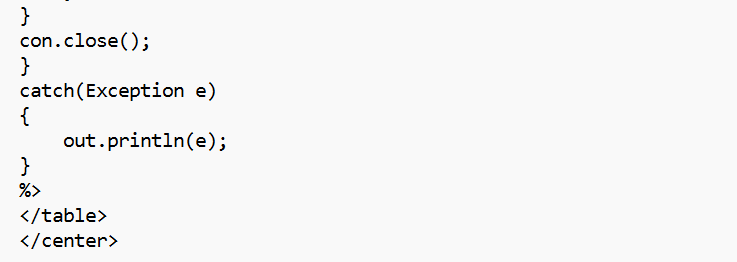 }
con.close();
}
catch(Exception e)
{
    out.println(e);
}
%>
</table>
</center>